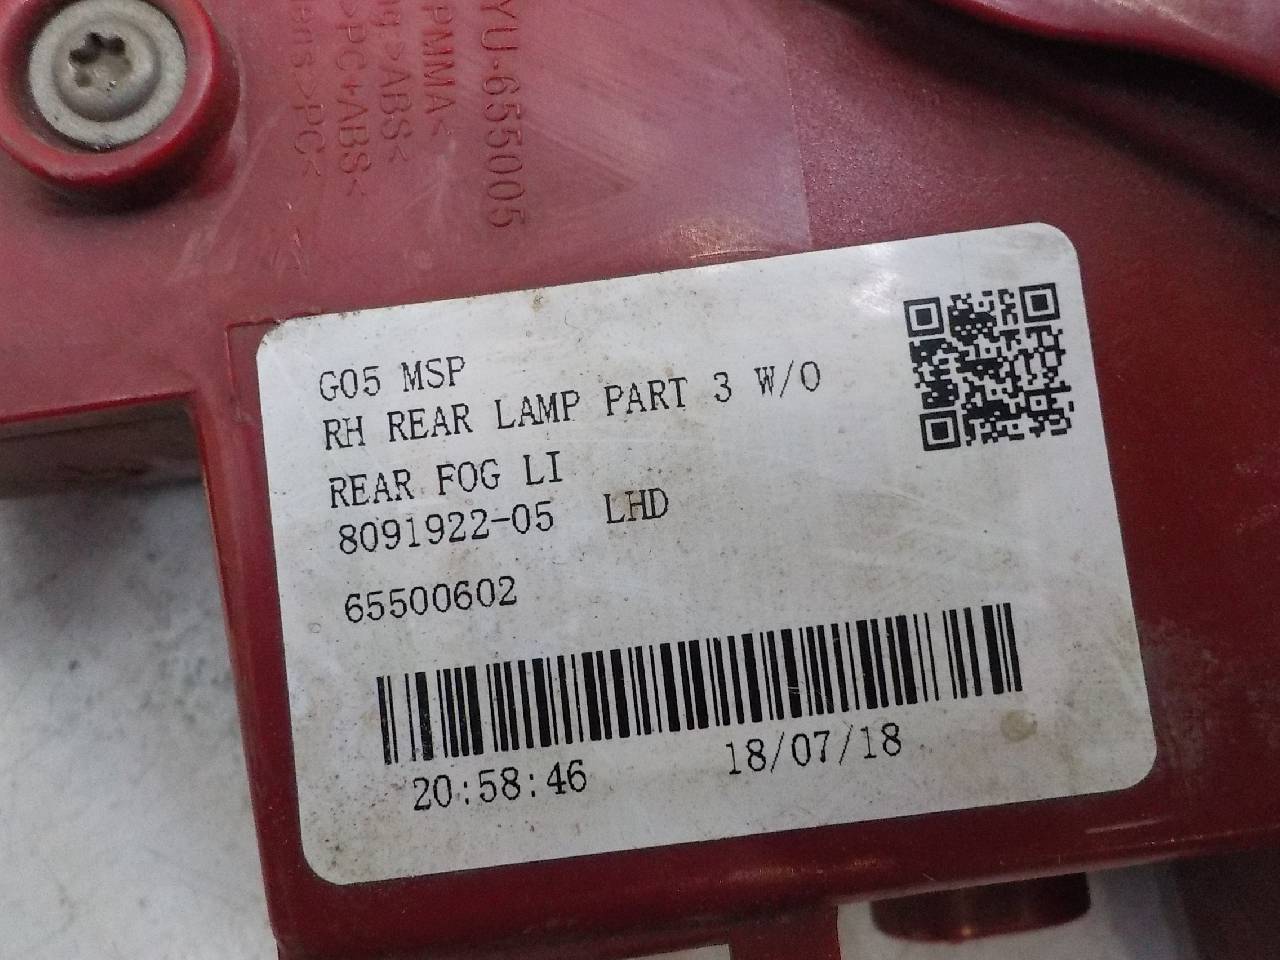 YU-655005
PMMA<
>ABS<
>PC+ABS<
>PC<
G05 MSP
RH REAR LAMP PART 3 W/O
REAR FOG LI
8091922-05 LHD
65500602
20:58:46 18/07/18